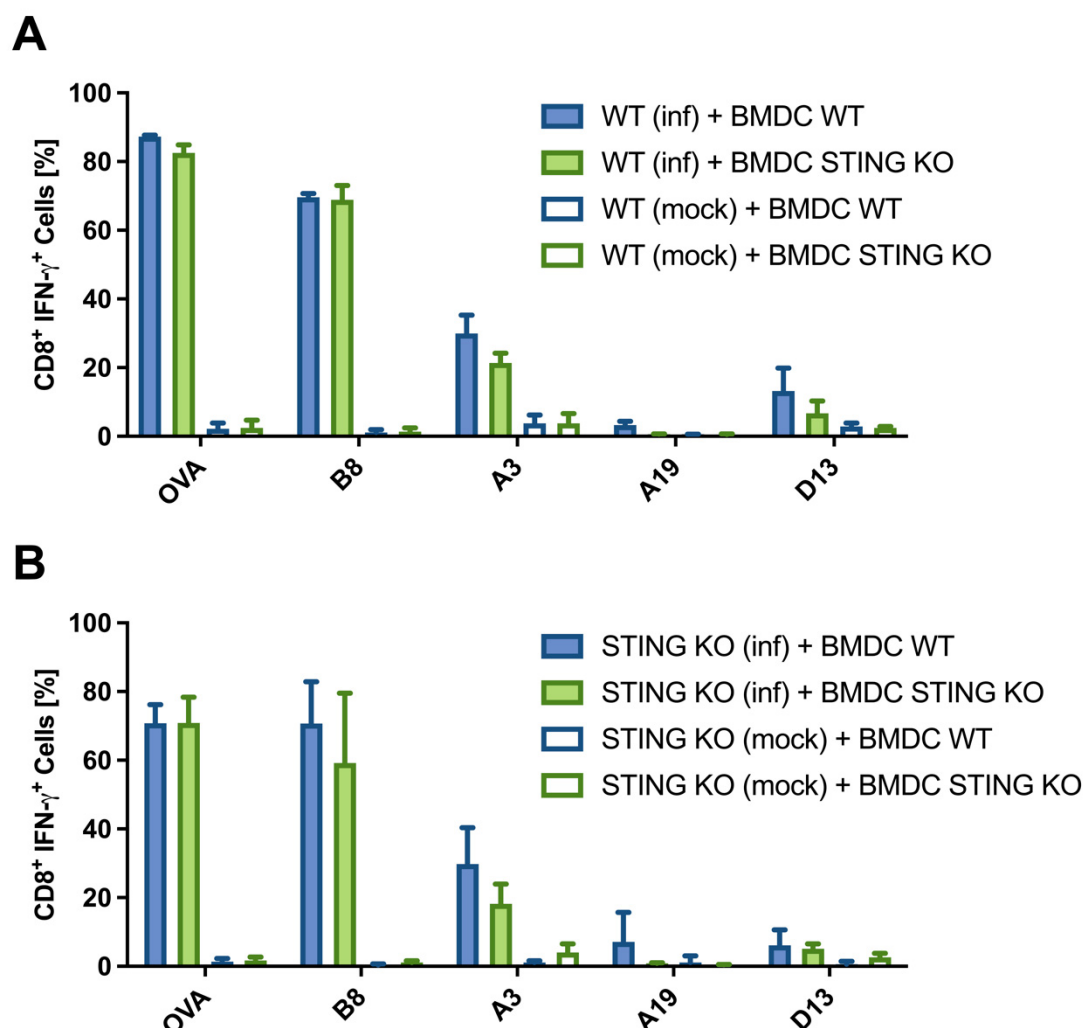 A
CD8⁺ IFN-γ⁺ Cells [%]
100
80
60
40
20
0
WT (inf) + BMDC WT
WT (inf) + BMDC STING KO
WT (mock) + BMDC WT
WT (mock) + BMDC STING KO
OVA
B8
A3
A19
D13
B
CD8⁺ IFN-γ⁺ Cells [%]
100
80
60
40
20
0
STING KO (inf) + BMDC WT
STING KO (inf) + BMDC STING KO
STING KO (mock) + BMDC WT
STING KO (mock) + BMDC STING KO
OVA
B8
A3
A19
D13